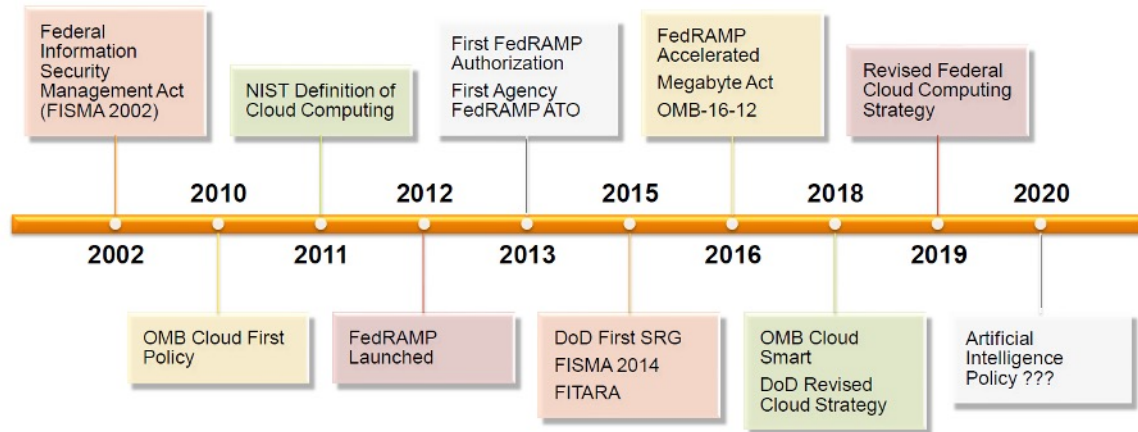 Federal
Information
Security
Management Act
(FISMA 2002)
NIST Definition of
Cloud Computing
First FedRAMP
Authorization
First Agency
FedRAMP ATO
FedRAMP
Accelerated
Megabyte Act
OMB-16-12
Revised Federal
Cloud Computing
Strategy
2010
2012
2015
2018
2020
2002
2011
2013
2016
2019
OMB Cloud First
Policy
FedRAMP
Launched
DoD First SRG
FISMA 2014
FITARA
OMB Cloud
Smart
DoD Revised
Cloud Strategy
Artificial
Intelligence
Policy ???